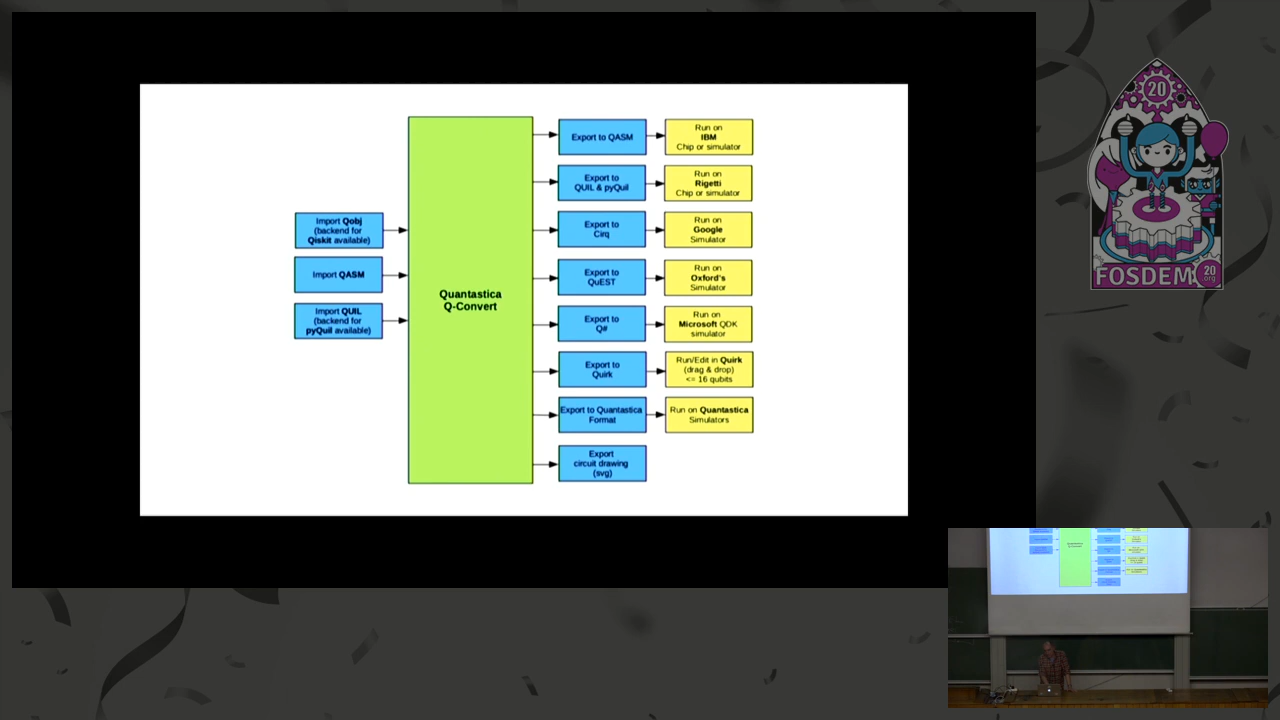 Import Qobj
(backend for
Qiskit available)
Import QASM
Import QUIL
(backend for
pyQuil available)
Quantastica
Q-Convert
Export to QASM
Run on
IBM
Chip or simulator
Export to
QUIL & pyQuil
Run on
Rigetti
Chip or simulator
Export to
Cirq
Run on
Google
Simulator
Export to
QuEST
Run on
Oxford's
Simulator
Export to
Q#
Run on
Microsoft QDK
simulator
Export to
Quirk
Run/Edit in Quirk
(drag & drop)
<= 16 qubits
Export to Quantastica
Format
Run on Quantastica
Simulators
Export
circuit drawing
(svg)
20
FOSDEM
20
.org